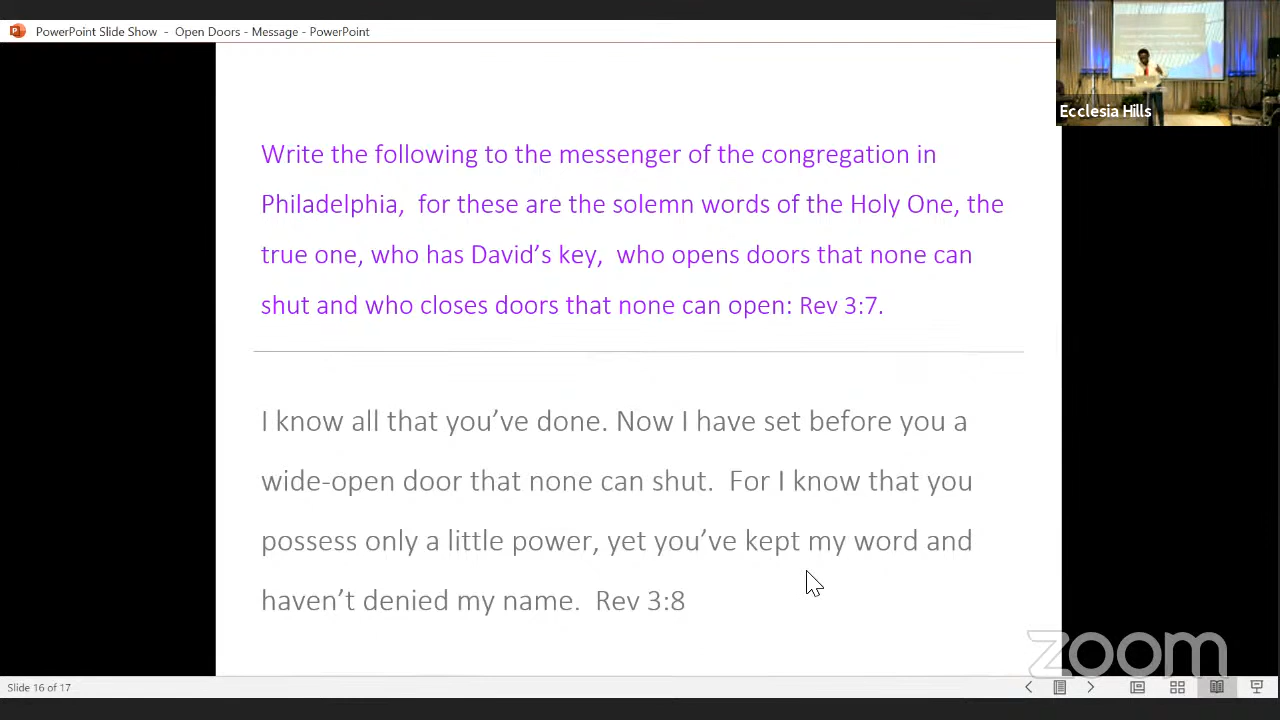 PowerPoint Slide Show - Open Doors - Message - PowerPoint
Ecclesia Hills
Write the following to the messenger of the congregation in
Philadelphia,  for these are the solemn words of the Holy One, the
true one, who has David’s key,  who opens doors that none can
shut and who closes doors that none can open: Rev 3:7.
I know all that you’ve done. Now I have set before you a
wide-open door that none can shut.  For I know that you
possess only a little power, yet you’ve kept my word and
haven’t denied my name.  Rev 3:8
zoom
Slide 16 of 17